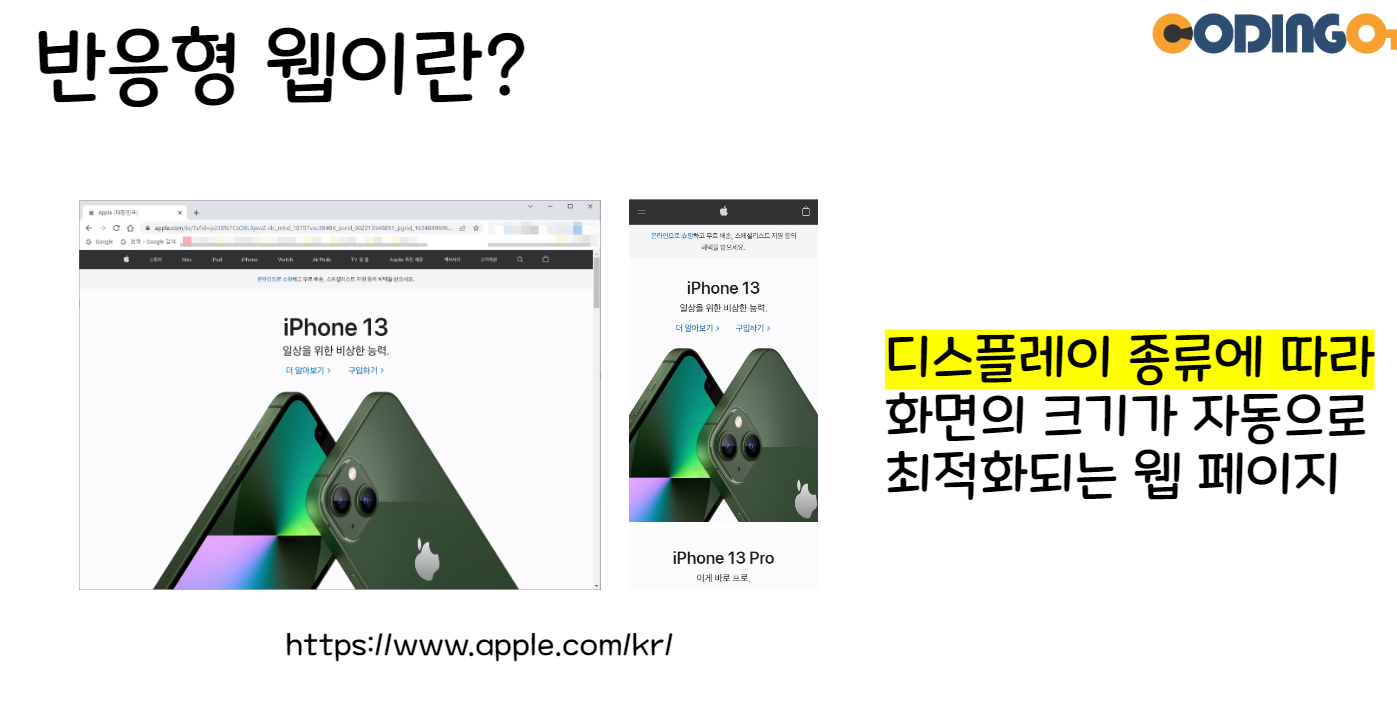 반응형 웹이란?
CODINGO
Apple (대한민국)
Google
Google 검색
스토어 Mac iPad iPhone Watch AirPods TV 및 홈 액세서리 고객지원
온라인으로 쇼핑하고 무료 배송, 스페셜리스트 지원 등의 혜택을 받으세요.
iPhone 13
일상을 위한 비상한 능력.
더 알아보기 > 구입하기 >
온라인으로 쇼핑하고 무료 배송, 스페셜리스트 지원 등의
혜택을 받으세요.
iPhone 13
일상을 위한 비상한 능력.
더 알아보기 > 구입하기 >
iPhone 13 Pro
이게 바로 프로.
디스플레이 종류에 따라
화면의 크기가 자동으로
최적화되는 웹 페이지
https://www.apple.com/kr/